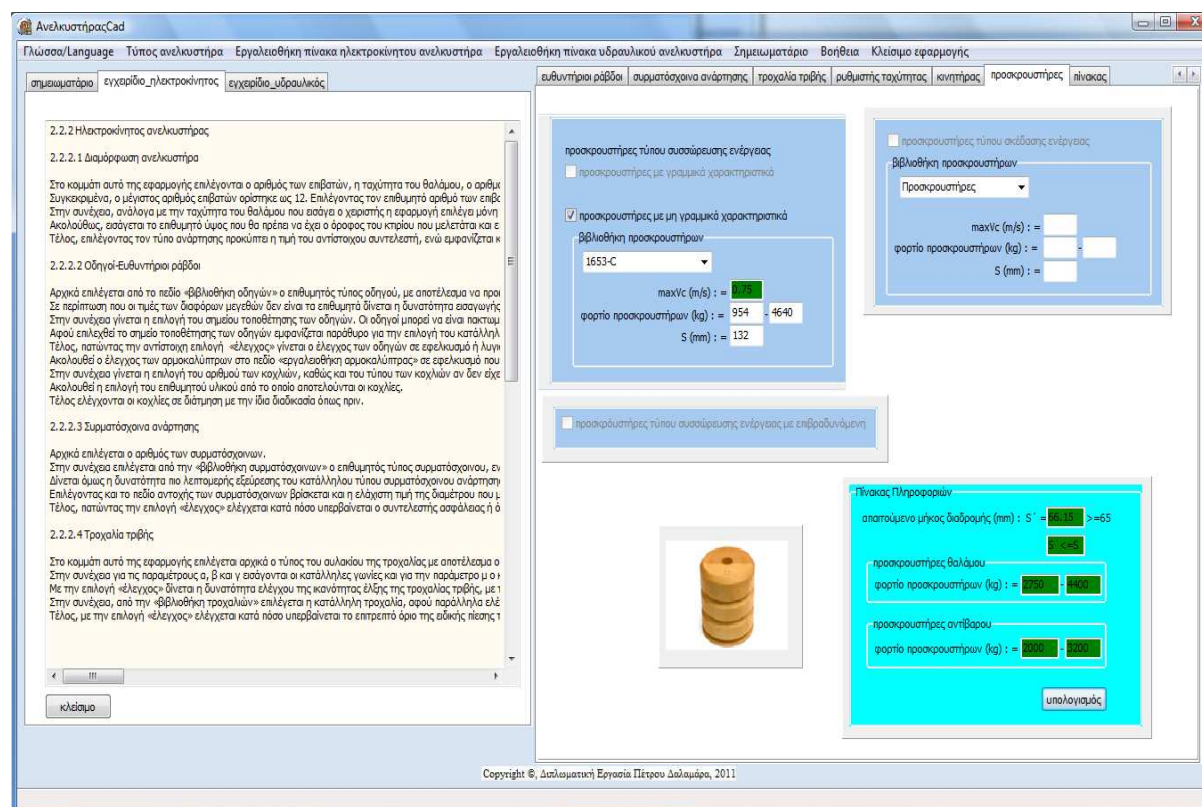 ΑνελκυστήραςCad
Γλώσσα/Language Τύπος ανελκυστήρα Εργαλειοθήκη πίνακα ηλεκτροκίνητου ανελκυστήρα Εργαλειοθήκη πίνακα υδραυλικού ανελκυστήρα Σημειωματάριο Βοήθεια Κλείσιμο εφαρμογής
σημειωματάριο εγχειρίδιο_ηλεκτροκίνητος εγχειρίδιο_υδραυλικός
2.2.2 Ηλεκτροκίνητος ανελκυστήρας
2.2.2.1 Διαμόρφωση ανελκυστήρα
Στο κομμάτι αυτό της εφαρμογής επιλέγονται ο αριθμός των επιβατών, η ταχύτητα του θαλάμου, ο αριθμο
Συγκεκριμένα, ο μέγιστος αριθμός επιβατών ορίστηκε ως 12. Επιλέγοντας τον επιθυμητό αριθμό των επιβο
Στην συνέχεια, ανάλογα με την ταχύτητα του θαλάμου που εισάγει ο χειριστής η εφαρμογή επιλέγει μόνη
Ακολούθως, εισάγεται το επιθυμητό ύψος που θα πρέπει να έχει ο όροφος του κτιρίου που μελετάται και ε
Τέλος, επιλέγοντας τον τύπο ανάρτησης προκύπτει η τιμή του αντίστοιχου συντελεστή, ενώ εμφανίζεται κ
2.2.2.2 Οδηγοί-Ευθυντήριοι ράβδοι
Αρχικά επιλέγεται από το πεδίο «βιβλιοθήκη οδηγών» ο επιθυμητός τύπος οδηγού, με αποτέλεσμα να προι
Σε περίπτωση που οι τιμές των διαφόρων μεγεθών δεν είναι τα επιθυμητά δίνεται η δυνατότητα εισαγωγής
Στην συνέχεια γίνεται η επιλογή του σημείου τοποθέτησης των οδηγών. Οι οδηγοί μπορεί να είναι πακτωμ
Αφού επιλεχθεί το σημείο τοποθέτησης των οδηγών εμφανίζεται παράθυρο για την επιλογή του κατάλληλ
Τέλος, πατώντας την αντίστοιχη επιλογή «έλεγχος» γίνεται ο έλεγχος των οδηγών σε εφελκυσμό ή λυγι
Ακολουθεί ο έλεγχος των αρμοκαλύπτρων στο πεδίο «εργαλειοθήκη αρμοκαλύπτρας» σε εφελκυσμό που
Στην συνέχεια γίνεται η επιλογή του αριθμού των κοχλιών, καθώς και του τύπου των κοχλιών αν δεν είχε
Ακολουθεί η επιλογή του επιθυμητού υλικού από το οποίο αποτελούνται οι κοχλίες.
Τέλος ελέγχονται οι κοχλίες σε διάτμηση με την ίδια διαδικασία όπως πριν.
2.2.2.3 Συρματόσχοινα ανάρτησης
Αρχικά επιλέγεται ο αριθμός των συρματόσχοινων.
Στην συνέχεια επιλέγεται από την «βιβλιοθήκη συρματόσχοινων» ο επιθυμητός τύπος συρματόσχοινου, εν
Δίνεται όμως η δυνατότητα πιο λεπτομερής εξεύρεσης του κατάλληλου τύπου συρματόσχοινου ανάρτηση
Επιλέγοντας και το πεδίο αντοχής των συρματόσχοινων βρίσκεται και η ελάχιστη τιμή της διαμέτρου που μ
Τέλος, πατώντας την επιλογή «έλεγχος» ελέγχεται κατά πόσο υπερβαίνεται ο συντελεστής ασφάλειας ή ό
2.2.2.4 Τροχαλία τριβής
Στο κομμάτι αυτό της εφαρμογής επιλέγεται αρχικά ο τύπος του αυλακίου της τροχαλίας με αποτέλεσμα ο
Στην συνέχεια για τις παραμέτρους α, β και γ εισάγονται οι κατάλληλες γωνίες και για την παράμετρο μ ο κ
Με την επιλογή «έλεγχος» δίνεται η δυνατότητα ελέγχου της ικανότητας έλξης της τροχαλίας τριβής, με τ
Στην συνέχεια, από την «βιβλιοθήκη τροχαλιών» επιλέγεται η κατάλληλη τροχαλία, αφού παράλληλα ελέ
Τέλος, με την επιλογή «έλεγχος» ελέγχεται κατά πόσο υπερβαίνεται το επιτρεπτό όριο της ειδικής πίεσης τ
κλείσιμο
ευθυντήριοι ράβδοι συρματόσχοινα ανάρτησης τροχαλία τριβής ρυθμιστής ταχύτητας κινητήρας προσκρουστήρες πίνακας
προσκρουστήρες τύπου συσσώρευσης ενέργειας
προσκρουστήρες με γραμμικά χαρακτηριστικά
προσκρουστήρες με μη γραμμικά χαρακτηριστικά
βιβλιοθήκη προσκρουστήρων
1653-C
maxVc (m/s) : = 0.75
φορτίο προσκρουστήρων (kg) : = 954 - 4640
S (mm) : = 132
προσκρουστήρες τύπου σκέδασης ενέργειας
βιβλιοθήκη προσκρουστήρων
Προσκρουστήρες
maxVc (m/s) : =
φορτίο προσκρουστήρων (kg) : = -
S (mm) : =
προσκρόυστήρες τύπου συσσώρευσης ενέργειας με επιβραδυνόμενη
Πίνακας Πληροφοριών
απαιτούμενο μήκος διαδρομής (mm) : S΄ = 66.15 >=65
S΄ <=S
προσκρουστήρες θαλάμου
φορτίο προσκρουστήρων (kg) : = 2750 - 4400
προσκρουστήρες αντίβαρου
φορτίο προσκρουστήρων (kg) : = 2000 - 3200
υπολογισμός
Copyright ©, Διπλωματική Εργασία Πέτρου Δαλαμάρα, 2011